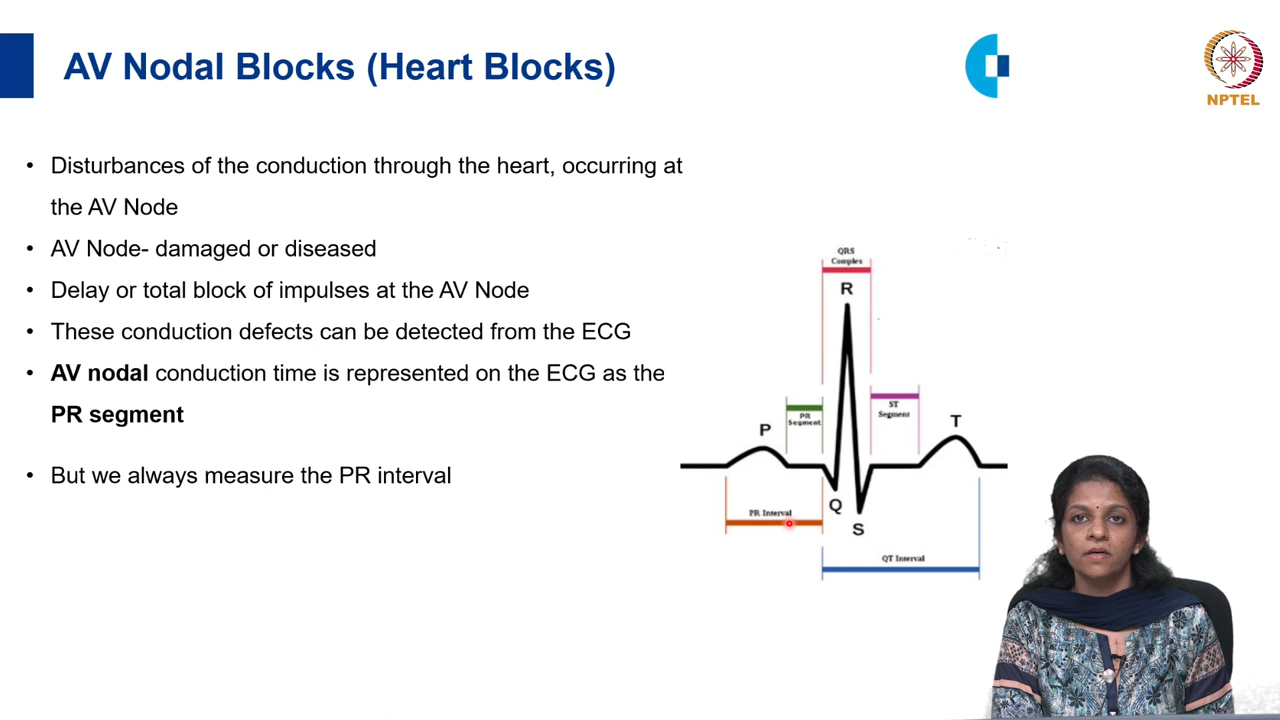 AV Nodal Blocks (Heart Blocks)
NPTEL
• Disturbances of the conduction through the heart, occurring at
the AV Node
• AV Node- damaged or diseased
• Delay or total block of impulses at the AV Node
• These conduction defects can be detected from the ECG
• AV nodal conduction time is represented on the ECG as the
PR segment
• But we always measure the PR interval
QRS
Complex
R
PR
Segment
ST
Segment
P
T
Q
S
PR Interval
QT Interval